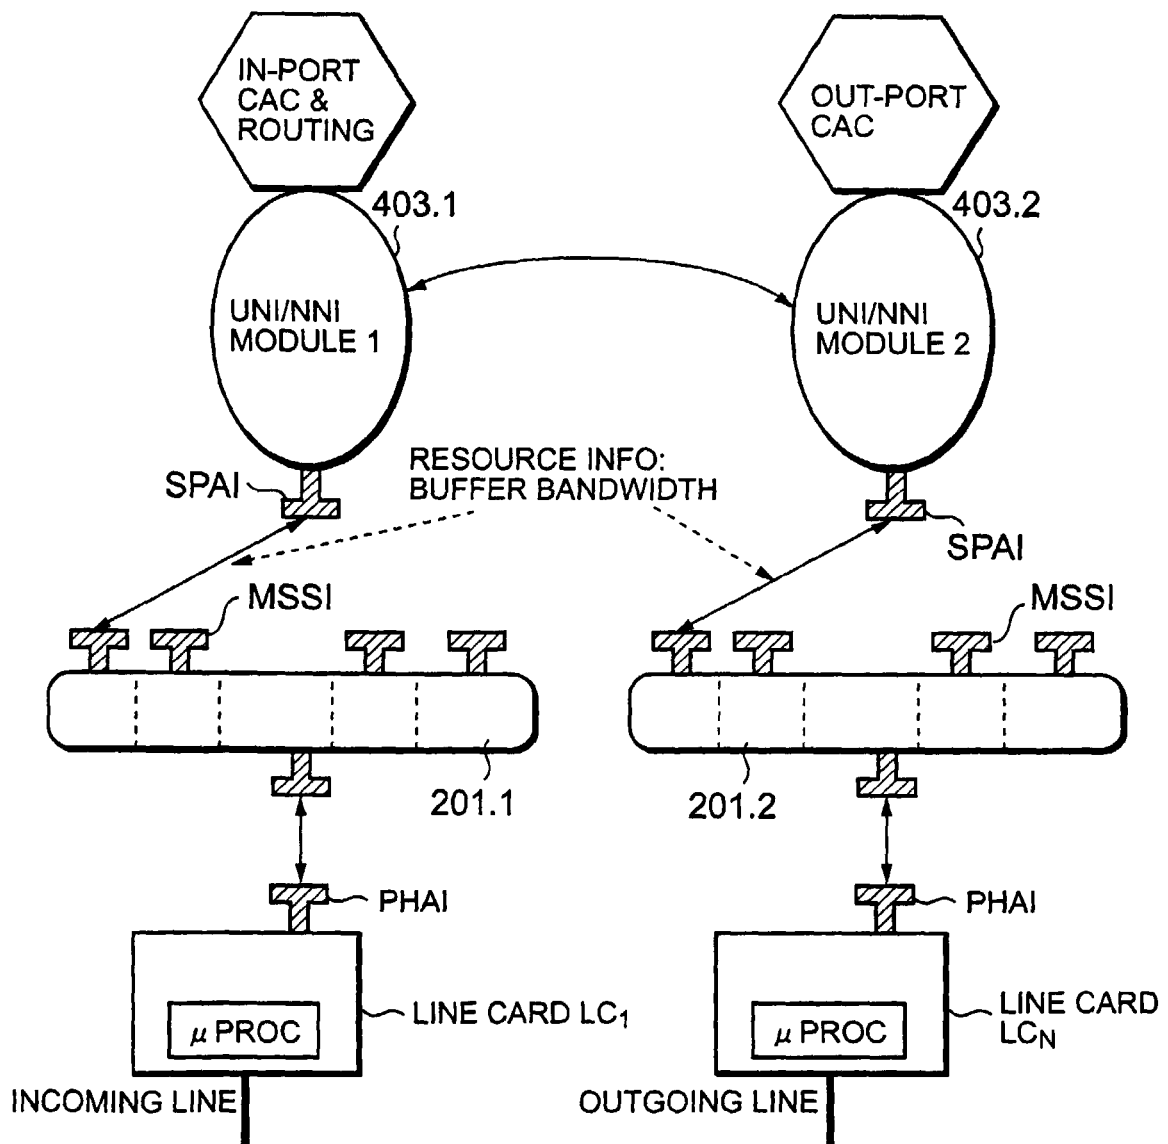 IN-PORT
CAC &
ROUTING
OUT-PORT
CAC
403.1
403.2
UNI/NNI
MODULE 1
UNI/NNI
MODULE 2
RESOURCE INFO:
BUFFER BANDWIDTH
SPAI
SPAI
MSSI
MSSI
201.1
201.2
PHAI
PHAI
LINE CARD LC1
LINE CARD
LCN
μ PROC
μ PROC
INCOMING LINE
OUTGOING LINE